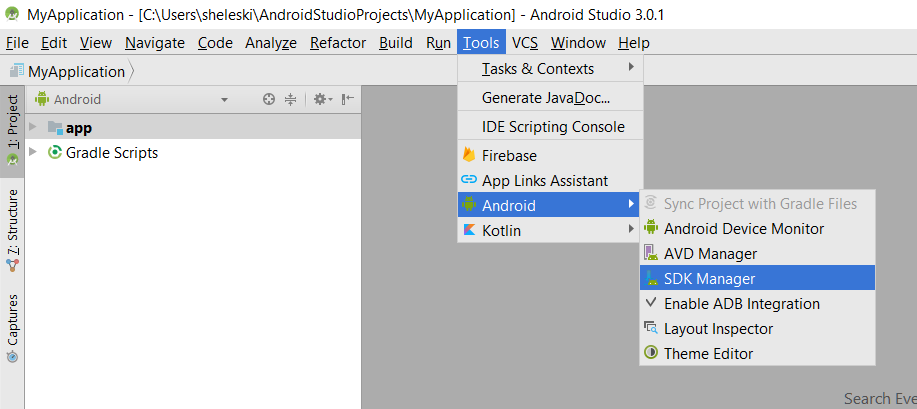 MyApplication - [C:\Users\sheleski\AndroidStudioProjects\MyApplication] - Android Studio 3.0.1
File Edit View Navigate Code Analyze Refactor Build Run Tools VCS Window Help
MyApplication
Android
1: Project
app
Gradle Scripts
Z: Structure
Captures
Tasks & Contexts
Generate JavaDoc...
IDE Scripting Console
Firebase
App Links Assistant
Android
Kotlin
Sync Project with Gradle Files
Android Device Monitor
AVD Manager
SDK Manager
Enable ADB Integration
Layout Inspector
Theme Editor
Search Eve